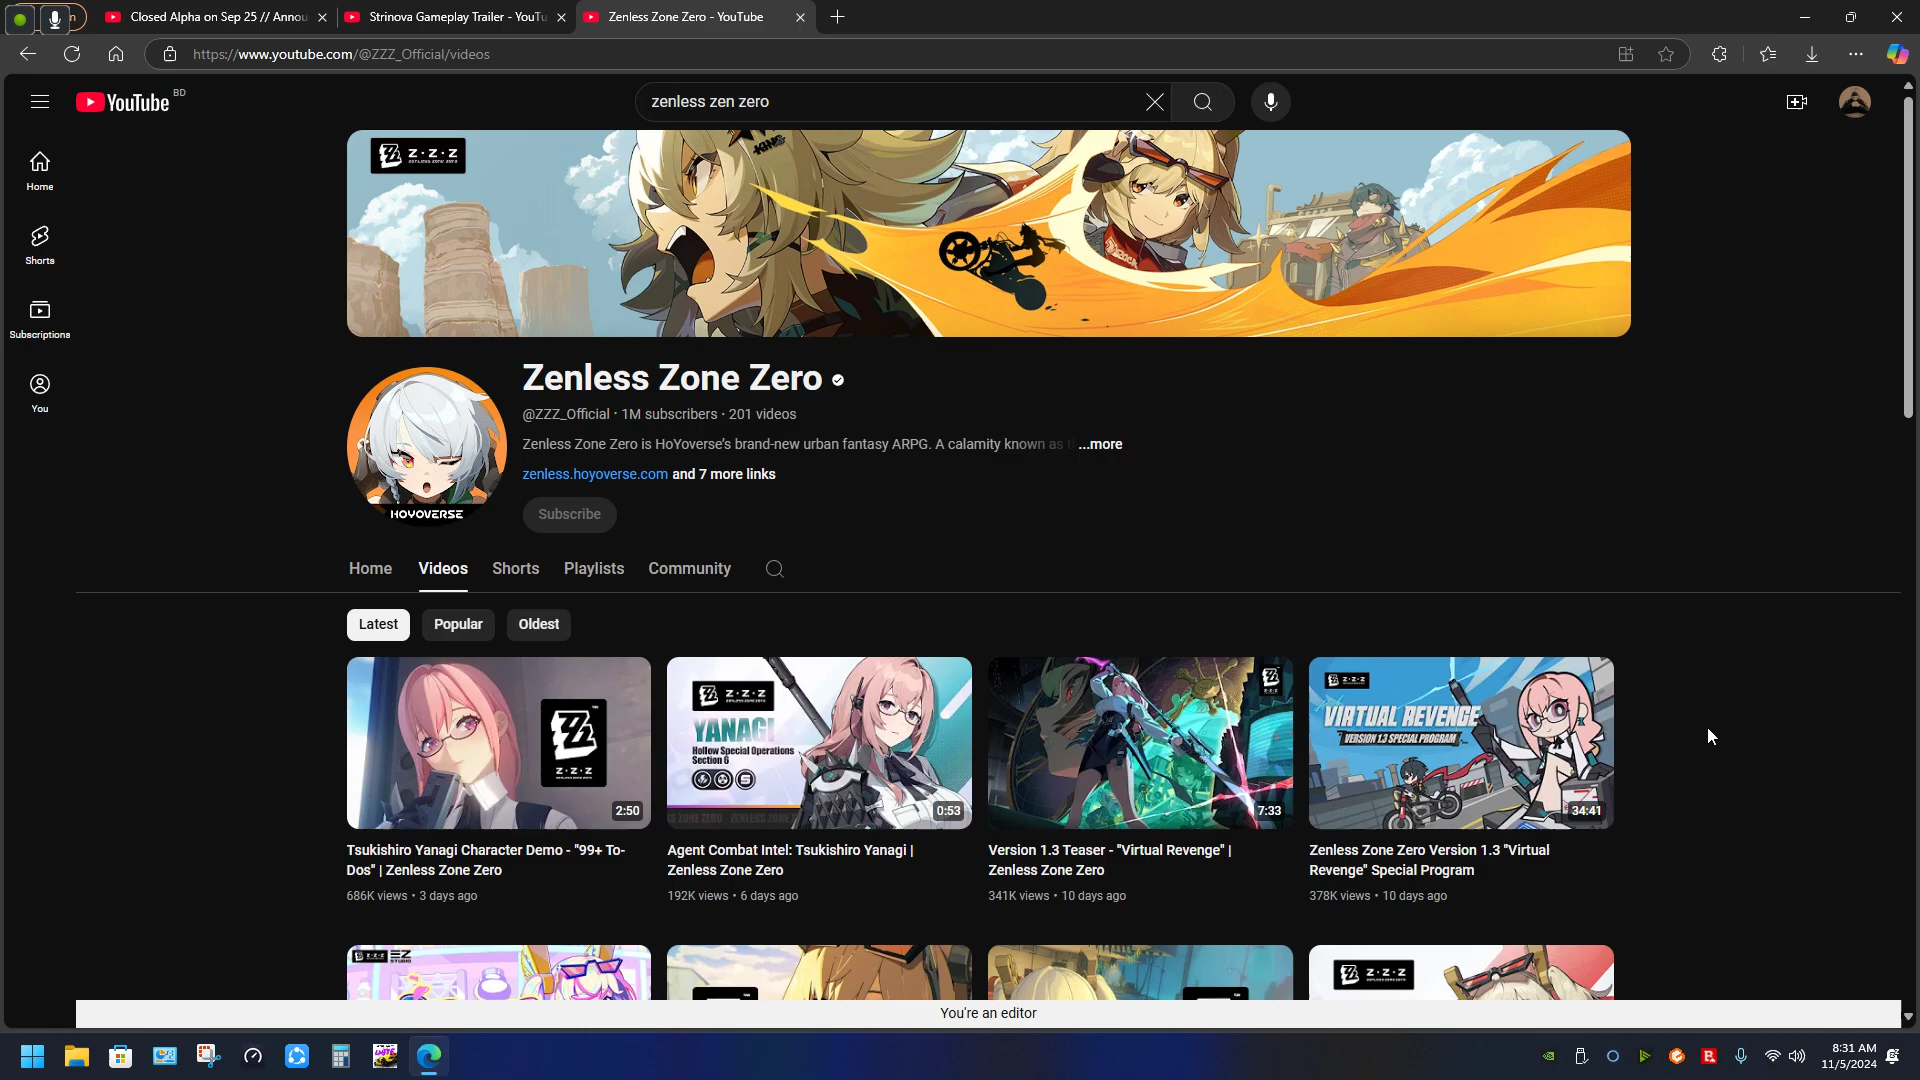 Closed Alpha on Sep 25 // Annou
Strinova Gameplay Trailer - YouTu
Zenless Zone Zero - YouTube
https://www.youtube.com/@ZZZ_Official/videos
YouTube BD
zenless zen zero
Home
Shorts
Subscriptions
You
Z·Z·Z
ZENLESS ZONE ZERO
Zenless Zone Zero
@ZZZ_Official · 1M subscribers · 201 videos
Zenless Zone Zero is HoYoverse's brand-new urban fantasy ARPG. A calamity known as t ...more
zenless.hoyoverse.com and 7 more links
HOYOVERSE
Subscribe
Home Videos Shorts Playlists Community
Latest Popular Oldest
Z·Z·Z
2:50
Z·Z·Z
YANAGI
Hollow Special Operations
Section 6
0:53
Z·Z·Z
7:33
Z·Z·Z
VIRTUAL REVENGE
VERSION 1.3 SPECIAL PROGRAM
34:41
Tsukishiro Yanagi Character Demo - "99+ To-
Dos" | Zenless Zone Zero
686K views · 3 days ago
Agent Combat Intel: Tsukishiro Yanagi |
Zenless Zone Zero
192K views · 6 days ago
Version 1.3 Teaser - "Virtual Revenge" |
Zenless Zone Zero
341K views · 10 days ago
Zenless Zone Zero Version 1.3 "Virtual
Revenge" Special Program
378K views · 10 days ago
Z·Z·Z EZ
STUDIO
Z·Z·Z
You're an editor
8:31 AM
11/5/2024